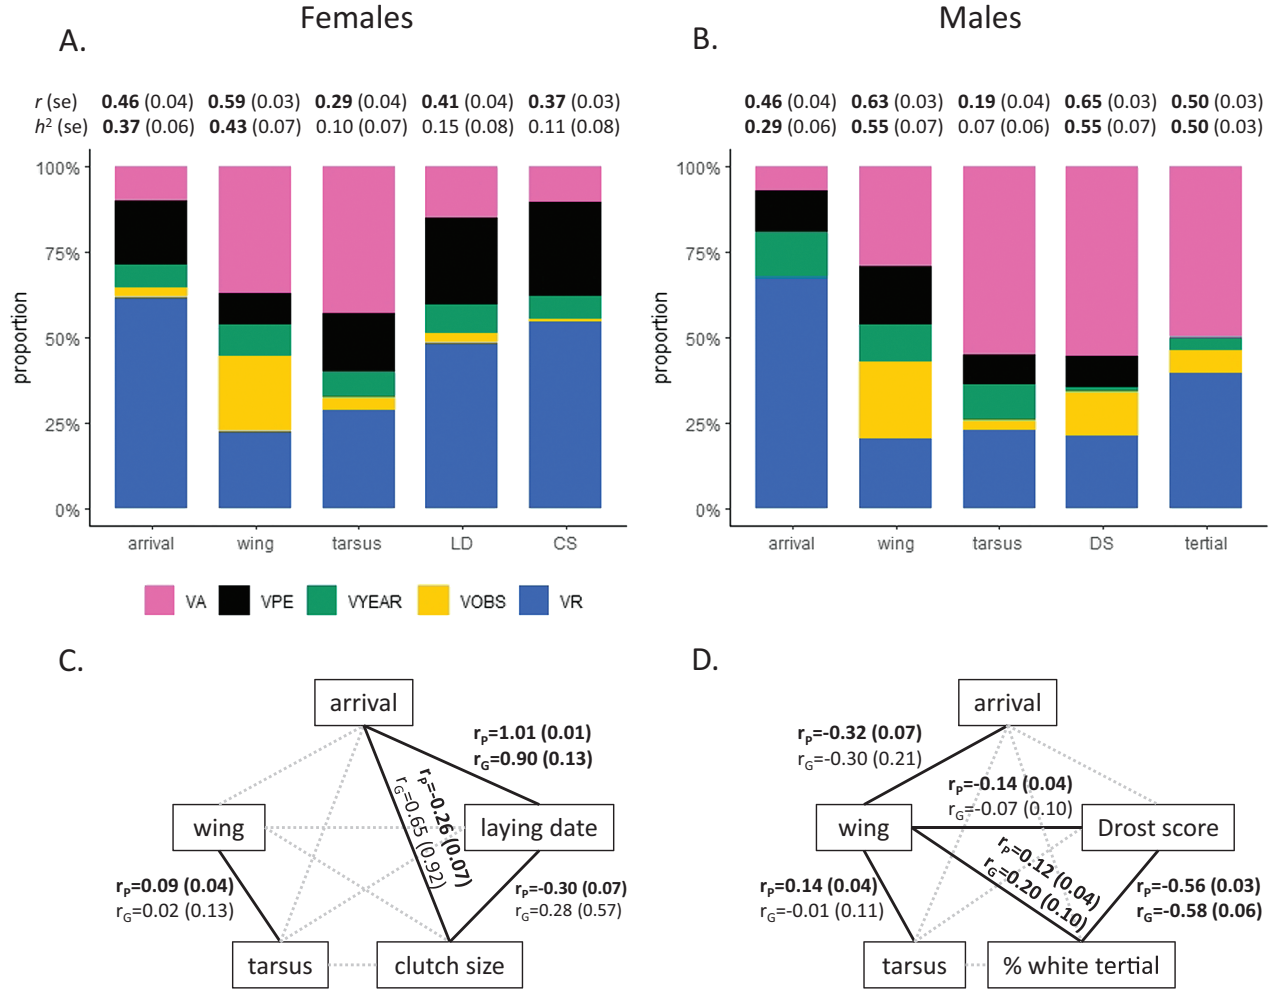 Females
Males
A.
B.
r (se) 0.46 (0.04) 0.59 (0.03) 0.29 (0.04) 0.41 (0.04) 0.37 (0.03)
h² (se) 0.37 (0.06) 0.43 (0.07) 0.10 (0.07) 0.15 (0.08) 0.11 (0.08)
0.46 (0.04) 0.63 (0.03) 0.19 (0.04) 0.65 (0.03) 0.50 (0.03)
0.29 (0.06) 0.55 (0.07) 0.07 (0.06) 0.55 (0.07) 0.50 (0.03)
proportion
100%
75%
50%
25%
0%
arrival wing tarsus LD CS
proportion
100%
75%
50%
25%
0%
arrival wing tarsus DS tertial
VA VPE VYEAR VOBS VR
C.
arrival
rP=1.01 (0.01)
rG=0.90 (0.13)
rP=-0.26 (0.07)
rG=0.65 (0.92)
wing
laying date
rP=0.09 (0.04)
rG=0.02 (0.13)
rP=-0.30 (0.07)
rG=0.28 (0.57)
tarsus
clutch size
D.
arrival
rP=-0.32 (0.07)
rG=-0.30 (0.21)
rP=-0.14 (0.04)
rG=-0.07 (0.10)
wing
Drost score
rP=0.12 (0.04)
rG=0.20 (0.10)
rP=0.14 (0.04)
rG=-0.01 (0.11)
rP=-0.56 (0.03)
rG=-0.58 (0.06)
tarsus
% white tertial